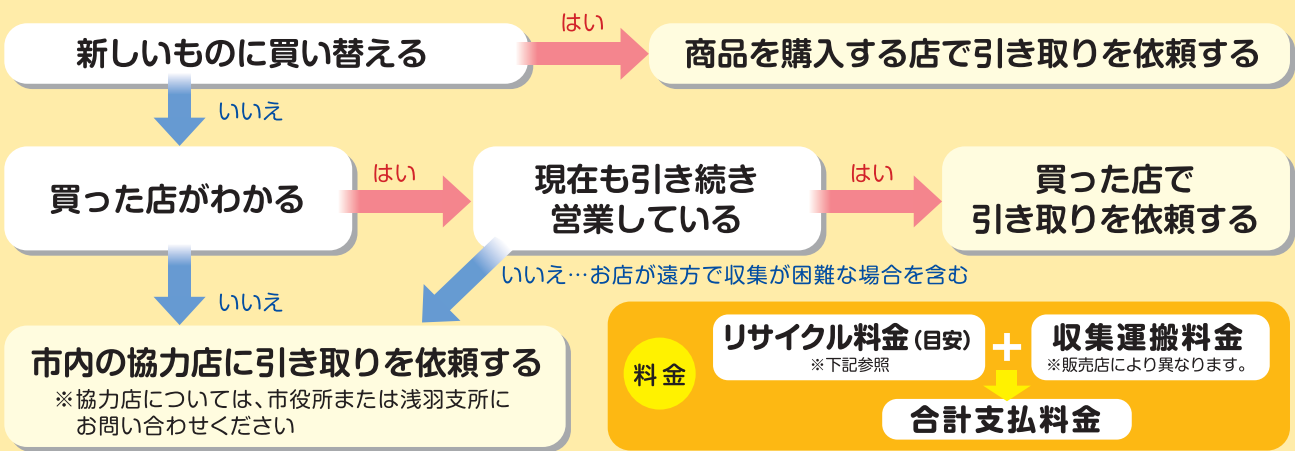 新しいものに買い替える
はい
商品を購入する店で引き取りを依頼する
いいえ
買った店がわかる
はい
現在も引き続き
営業している
はい
買った店で
引き取りを依頼する
いいえ
いいえ…お店が遠方で収集が困難な場合を含む
市内の協力店に引き取りを依頼する
※協力店については、市役所または浅羽支所に
お問い合わせください
料金
リサイクル料金(目安)
※下記参照
+
収集運搬料金
※販売店により異なります。
合計支払料金